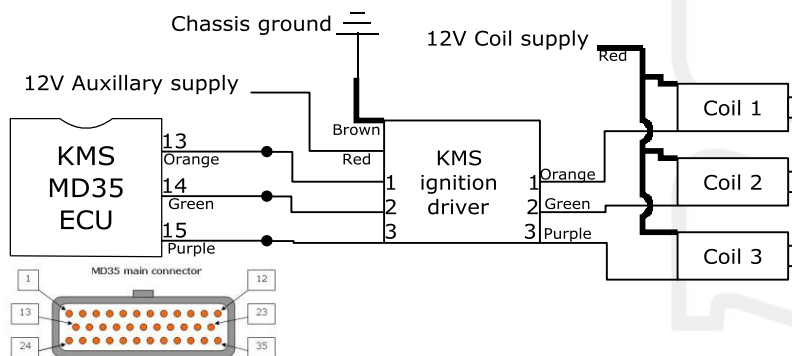 Chassis ground
12V Coil supply
Red
12V Auxillary supply
Coil 1
Brown
Red
KMS
MD35
ECU
13
Orange
14
Green
15
Purple
KMS
ignition
driver
1
2
3
1 Orange
2 Green
3 Purple
Coil 2
Coil 3
MD35 main connector
1
12
13
23
24
35